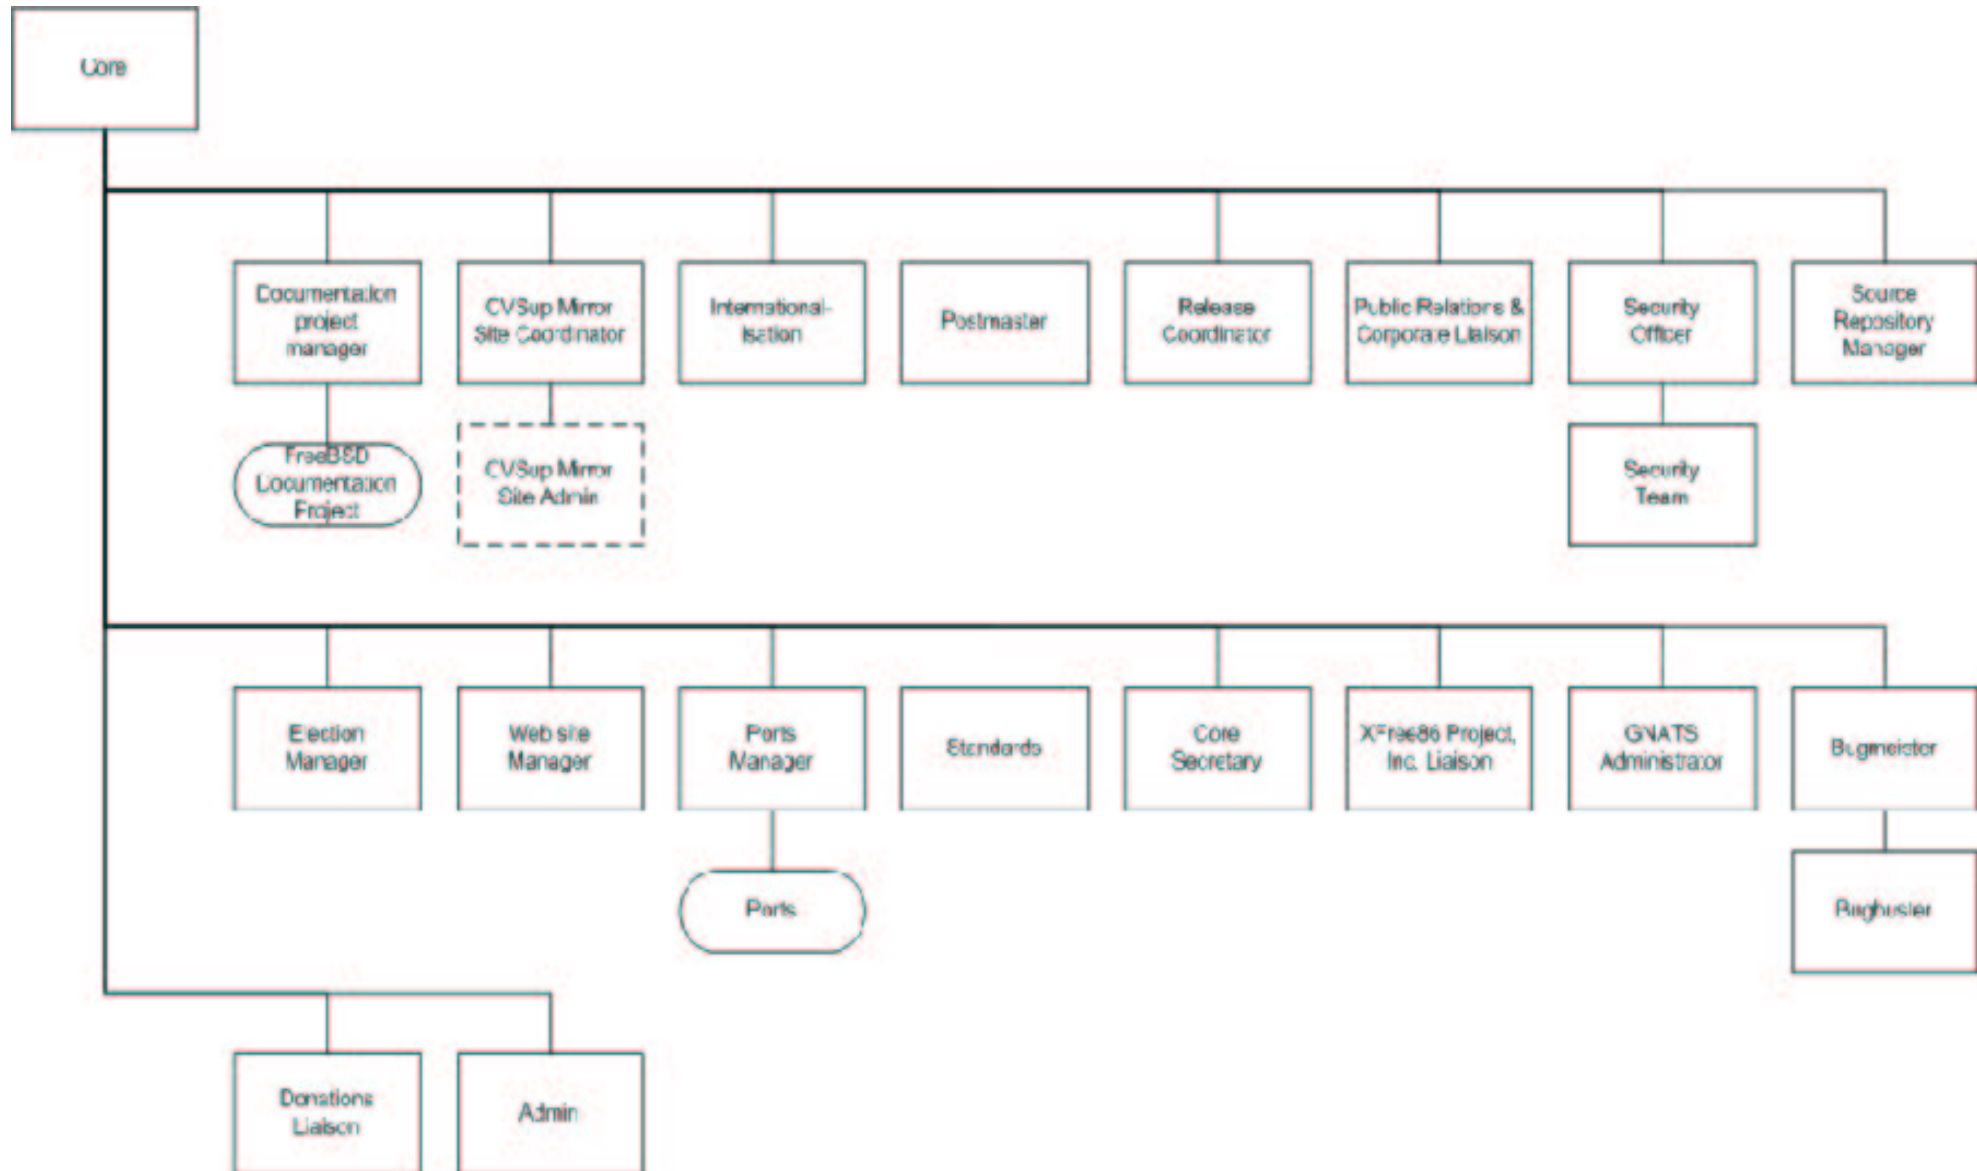 Core
Documentation
project
manager
CVSup Mirror
Site Coordinator
International-
isation
Postmaster
Release
Coordinator
Public Relations &
Corporate Liaison
Security
Officer
Source
Repository
Manager
FreeBSD
Documentation
Project
CVSup Mirror
Site Admin
Security
Team
Election
Manager
Web site
Manager
Ports
Manager
Standards
Core
Secretary
XFree86 Project,
Inc. Liaison
GNATS
Administrator
Bugmeister
Ports
Bugbuster
Donations
Liaison
Admin